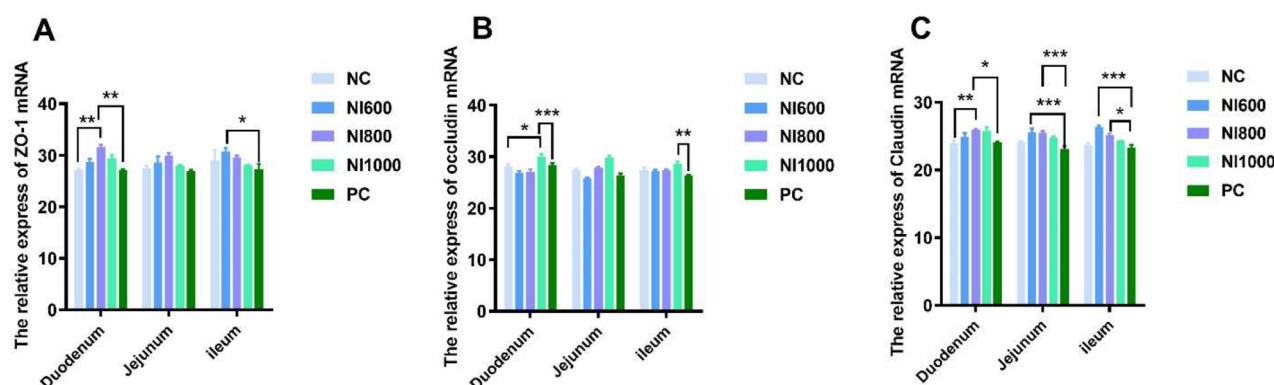 A
The relative express of ZO-1 mRNA
40
30
20
10
0
** ** *
Duodenum Jejunum ileum
NC
NI600
NI800
NI1000
PC
B
The relative express of occludin mRNA
40
30
20
10
0
* *** **
Duodenum Jejunum ileum
NC
NI600
NI800
NI1000
PC
C
The relative express of Claudin mRNA
30
20
10
0
** * *** *** *** *
Duodenum Jejunum ileum
NC
NI600
NI800
NI1000
PC